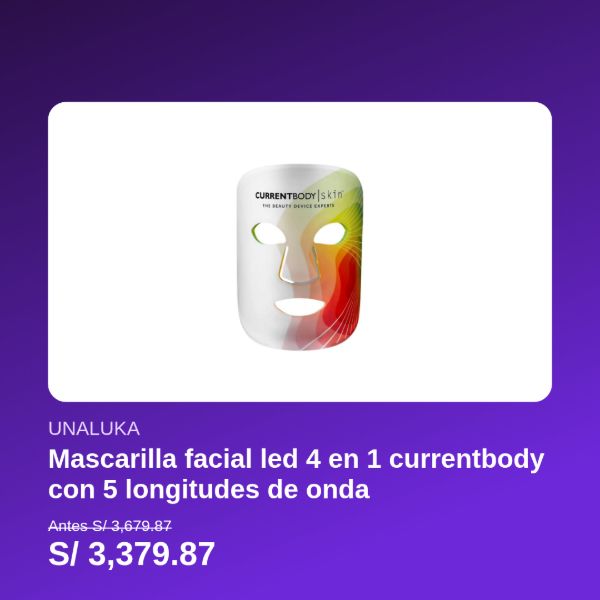 CURRENTBODY|skin
THE BEAUTY DEVICE EXPERTS
UNALUKA
Mascarilla facial led 4 en 1 currentbody
con 5 longitudes de onda
Antes S/ 3,679.87
S/ 3,379.87